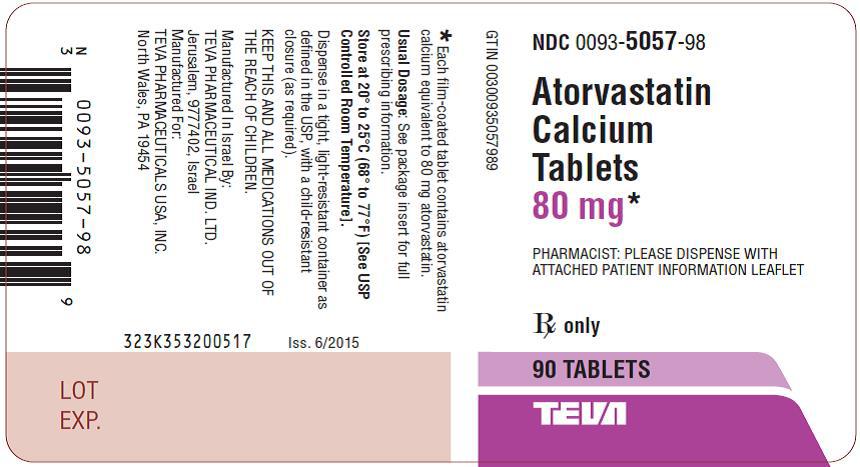 NDC 0093-5057-98
Atorvastatin
Calcium
Tablets
80 mg*
PHARMACIST: PLEASE DISPENSE WITH
ATTACHED PATIENT INFORMATION LEAFLET
Rx only
90 TABLETS
TEVA
GTIN 00300935057989
* Each film-coated tablet contains atorvastatin
calcium equivalent to 80 mg atorvastatin.
Usual Dosage: See package insert for full
prescribing information.
Store at 20° to 25°C (68° to 77°F) [See USP
Controlled Room Temperature].
Dispense in a tight, light-resistant container as
defined in the USP, with a child-resistant
closure (as required).
KEEP THIS AND ALL MEDICATIONS OUT OF
THE REACH OF CHILDREN.
Manufactured In Israel By:
TEVA PHARMACEUTICAL IND. LTD.
Jerusalem, 9777402, Israel
Manufactured For:
TEVA PHARMACEUTICALS USA, INC.
North Wales, PA 19454
N
3 0093-5057-98 9
323K353200517 Iss. 6/2015
LOT
EXP.